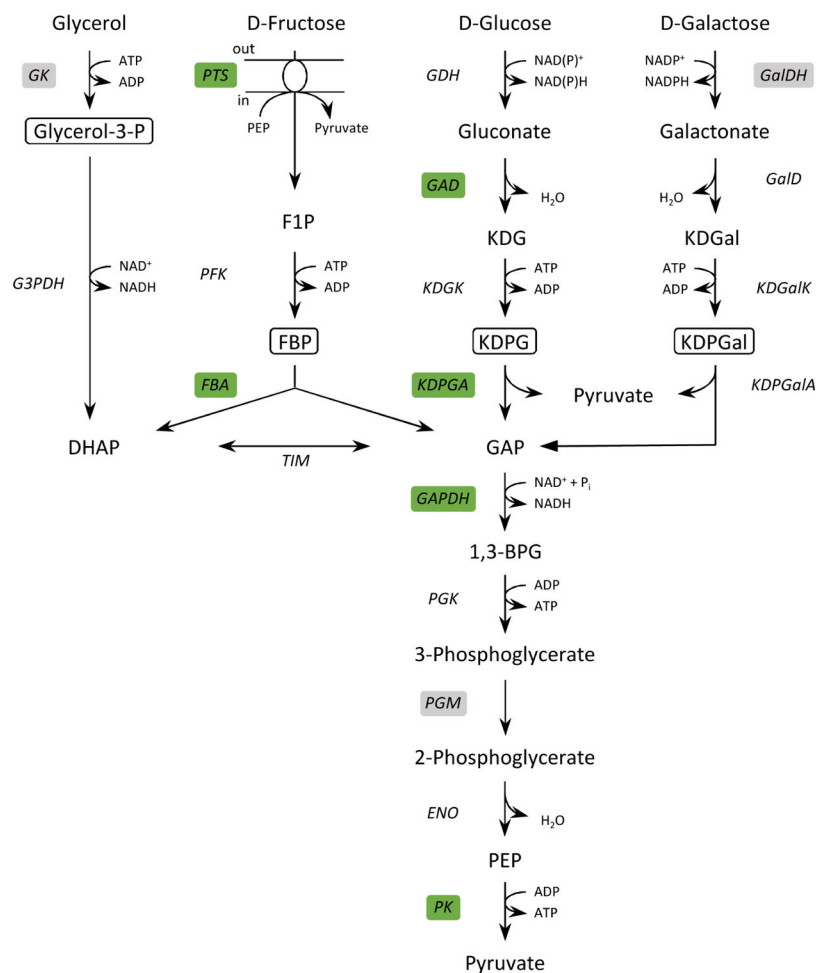 Glycerol
D-Fructose
D-Glucose
D-Galactose
GK
ATP
ADP
out
PTS
in
PEP
Pyruvate
GDH
NAD(P)⁺
NAD(P)H
NADP⁺
NADPH
GalDH
Glycerol-3-P
Gluconate
Galactonate
GAD
H₂O
H₂O
GalD
F1P
KDG
KDGal
G3PDH
NAD⁺
NADH
PFK
ATP
ADP
KDGK
ATP
ADP
ATP
ADP
KDGalK
FBP
KDPG
KDPGal
FBA
KDPGA
Pyruvate
KDPGalA
DHAP
TIM
GAP
GAPDH
NAD⁺ + Pᵢ
NADH
1,3-BPG
PGK
ADP
ATP
3-Phosphoglycerate
PGM
2-Phosphoglycerate
ENO
H₂O
PEP
PK
ADP
ATP
Pyruvate